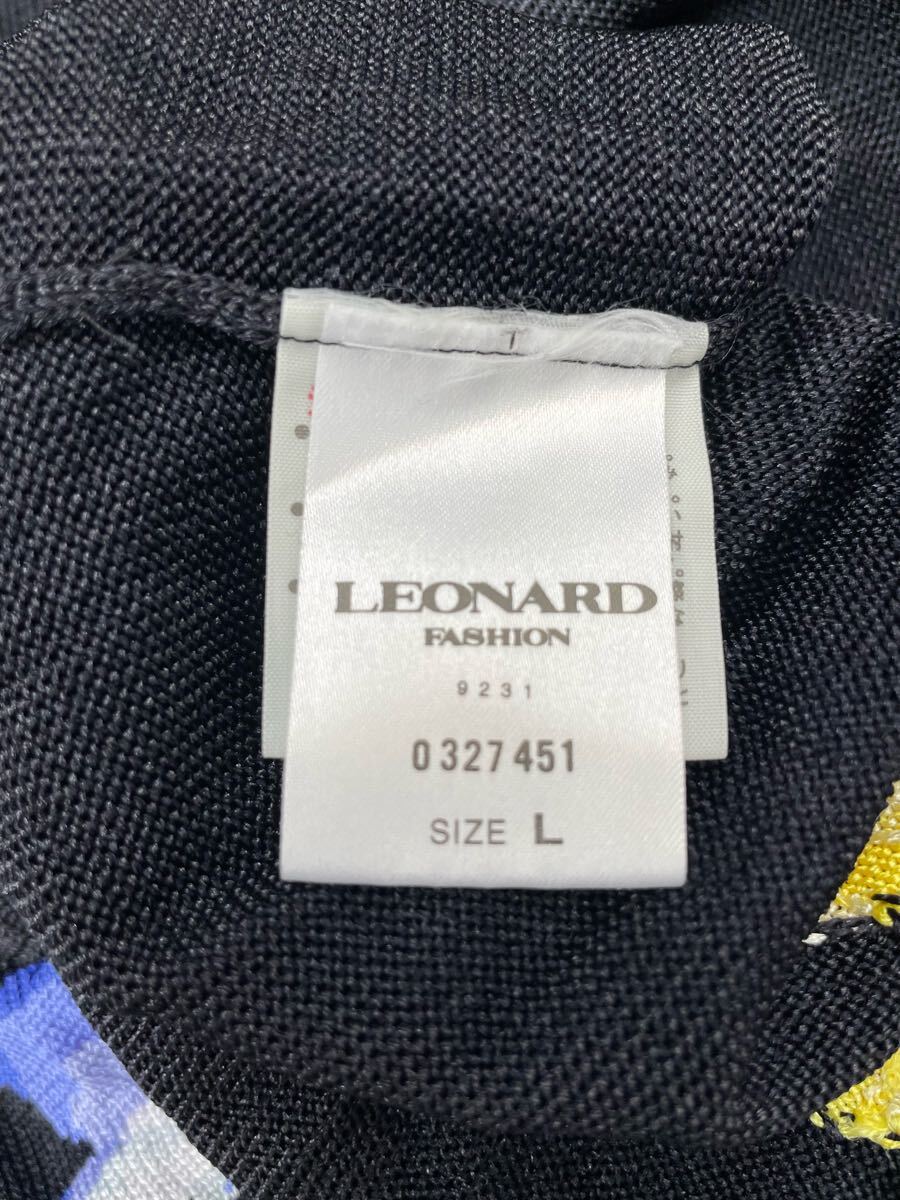 LEONARD
FASHION
9231
0327451
SIZE L